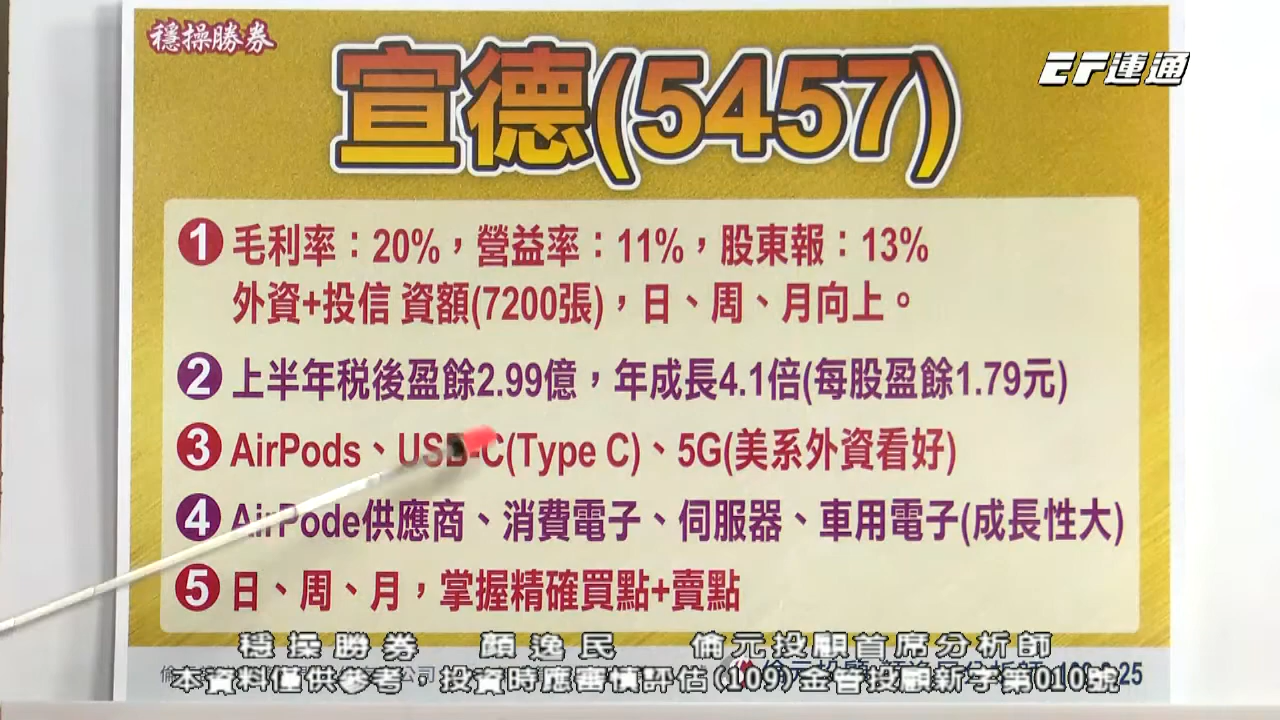 穩操勝券
EF運通
宣德(5457)
1 毛利率：20%，營益率：11%，股東報：13%
外資+投信 資額(7200張)，日、周、月向上。
2 上半年税後盈餘2.99億，年成長4.1倍(每股盈餘1.79元)
3 AirPods、USB-C(Type C)、5G(美系外資看好)
4 AirPode供應商、消費電子、伺服器、車用電子(成長性大)
5 日、周、月，掌握精確買點+賣點
穩操勝券 顏逸民 倫元投顧首席分析師
本資料僅供參考，投資時應審慎評估(109)金管投顧新字第010號